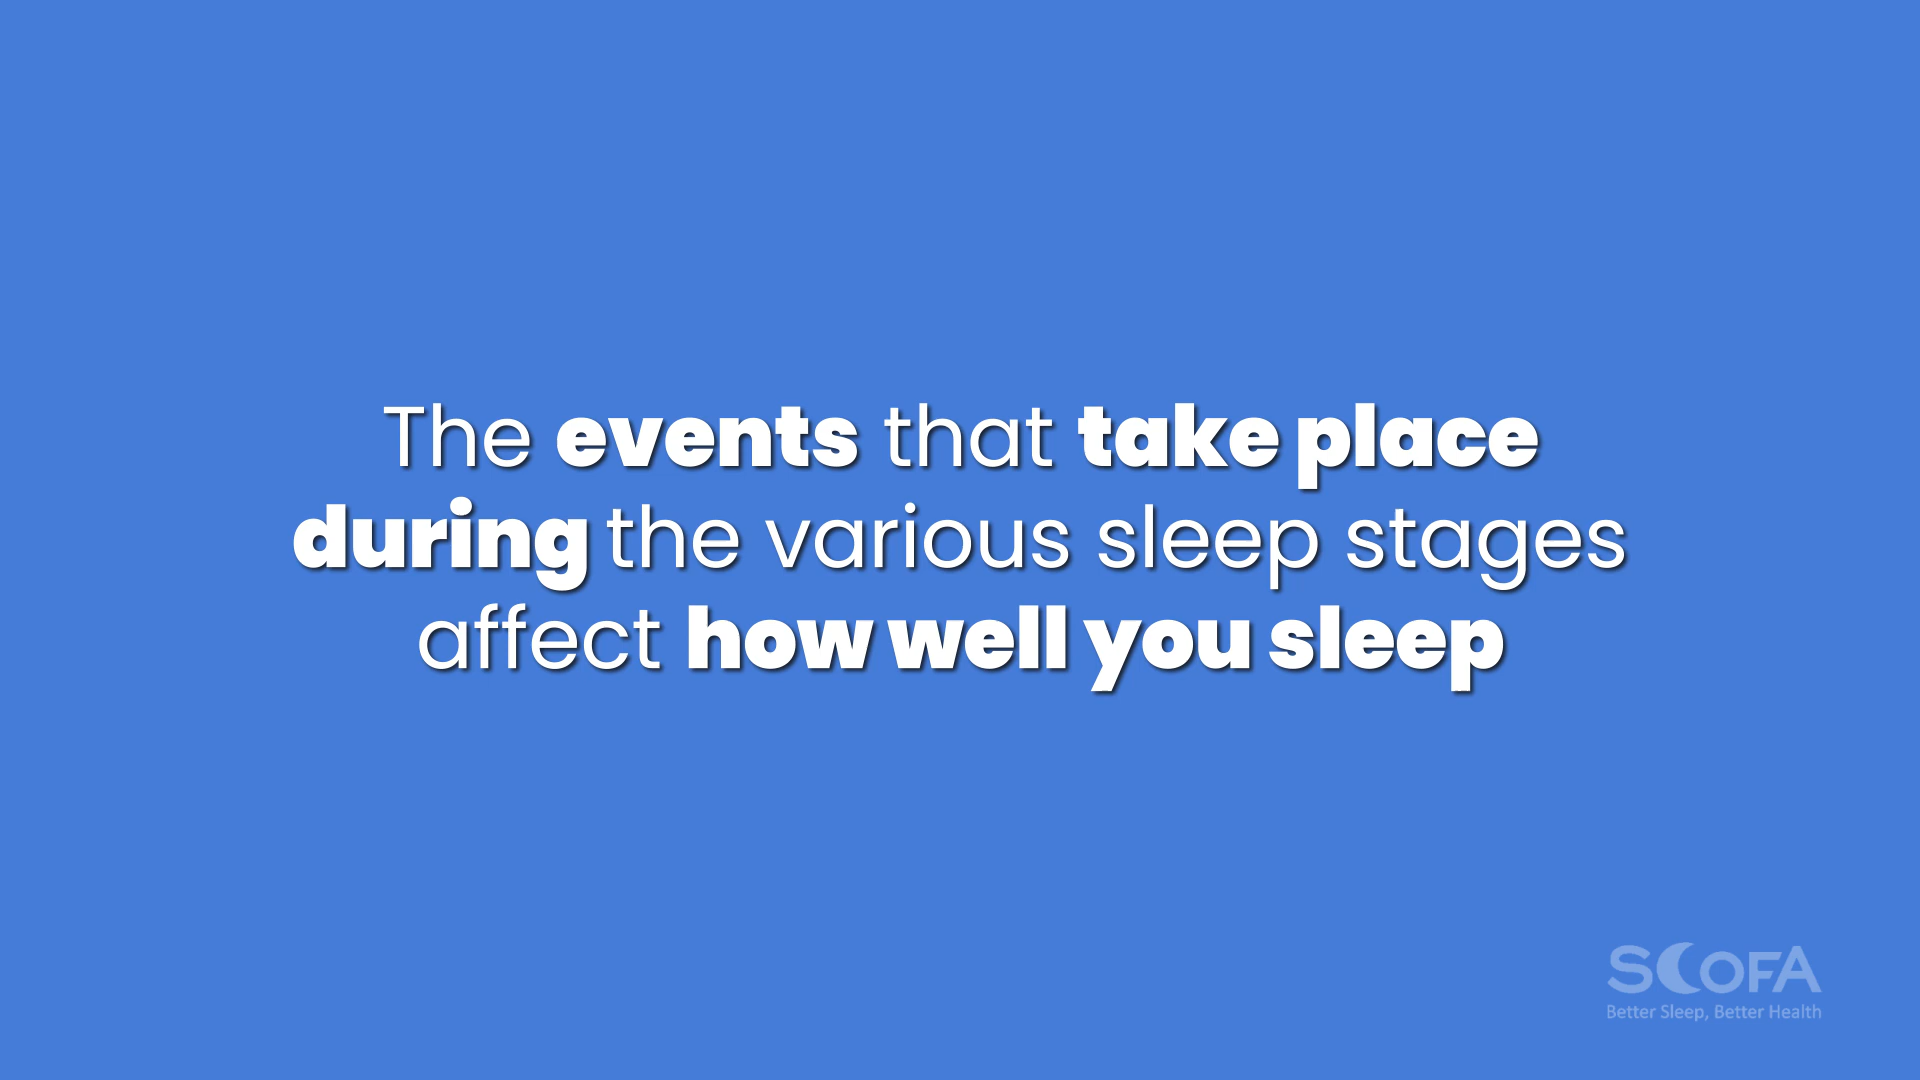 The events that take place
during the various sleep stages
affect how well you sleep
SCOFA
Better Sleep, Better Health